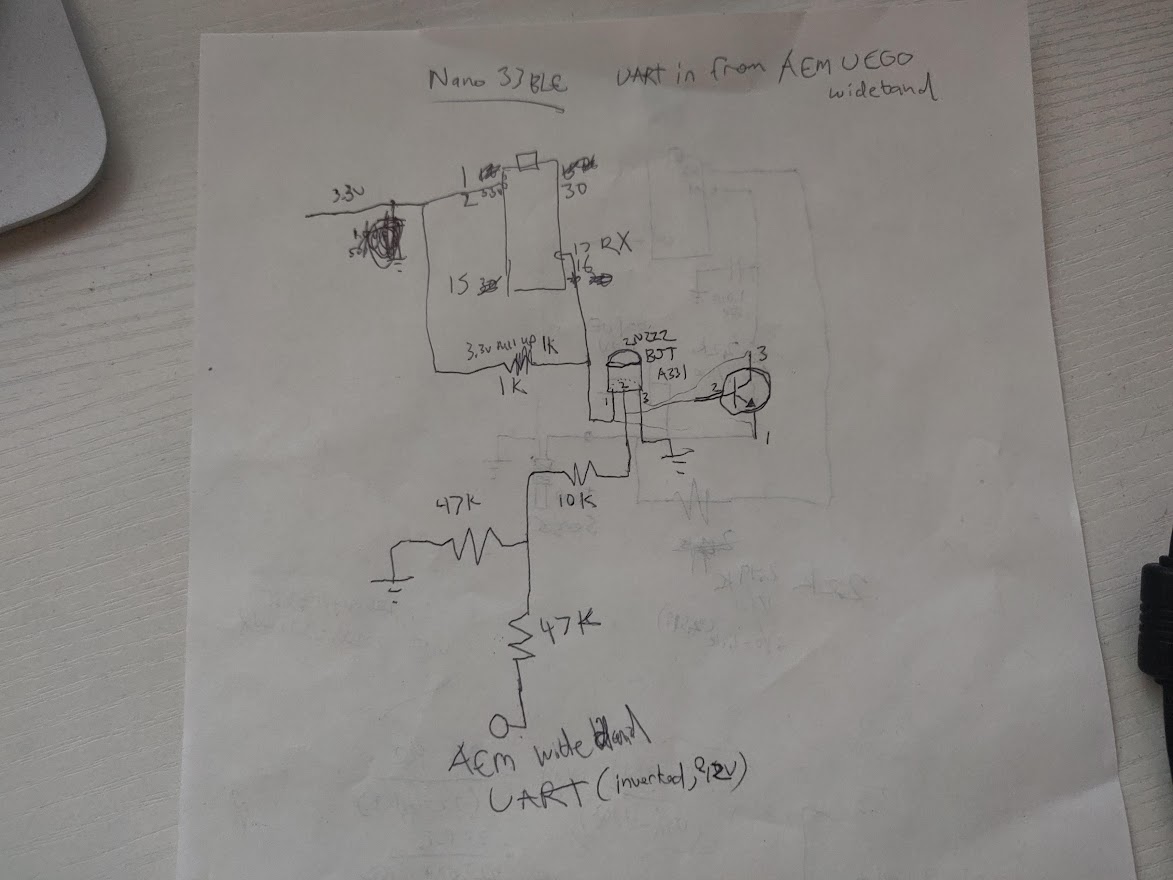 Nano 33 BLE
UART in from AEM UEGO
wideband
3.3v
1
2
30
17 RX
16
15
3.3v Pull up 1K
1K
2N222
BJT
A331
1 2 3
3
2
1
10K
47K
47K
AEM wideband
UART (inverted, ?12V)